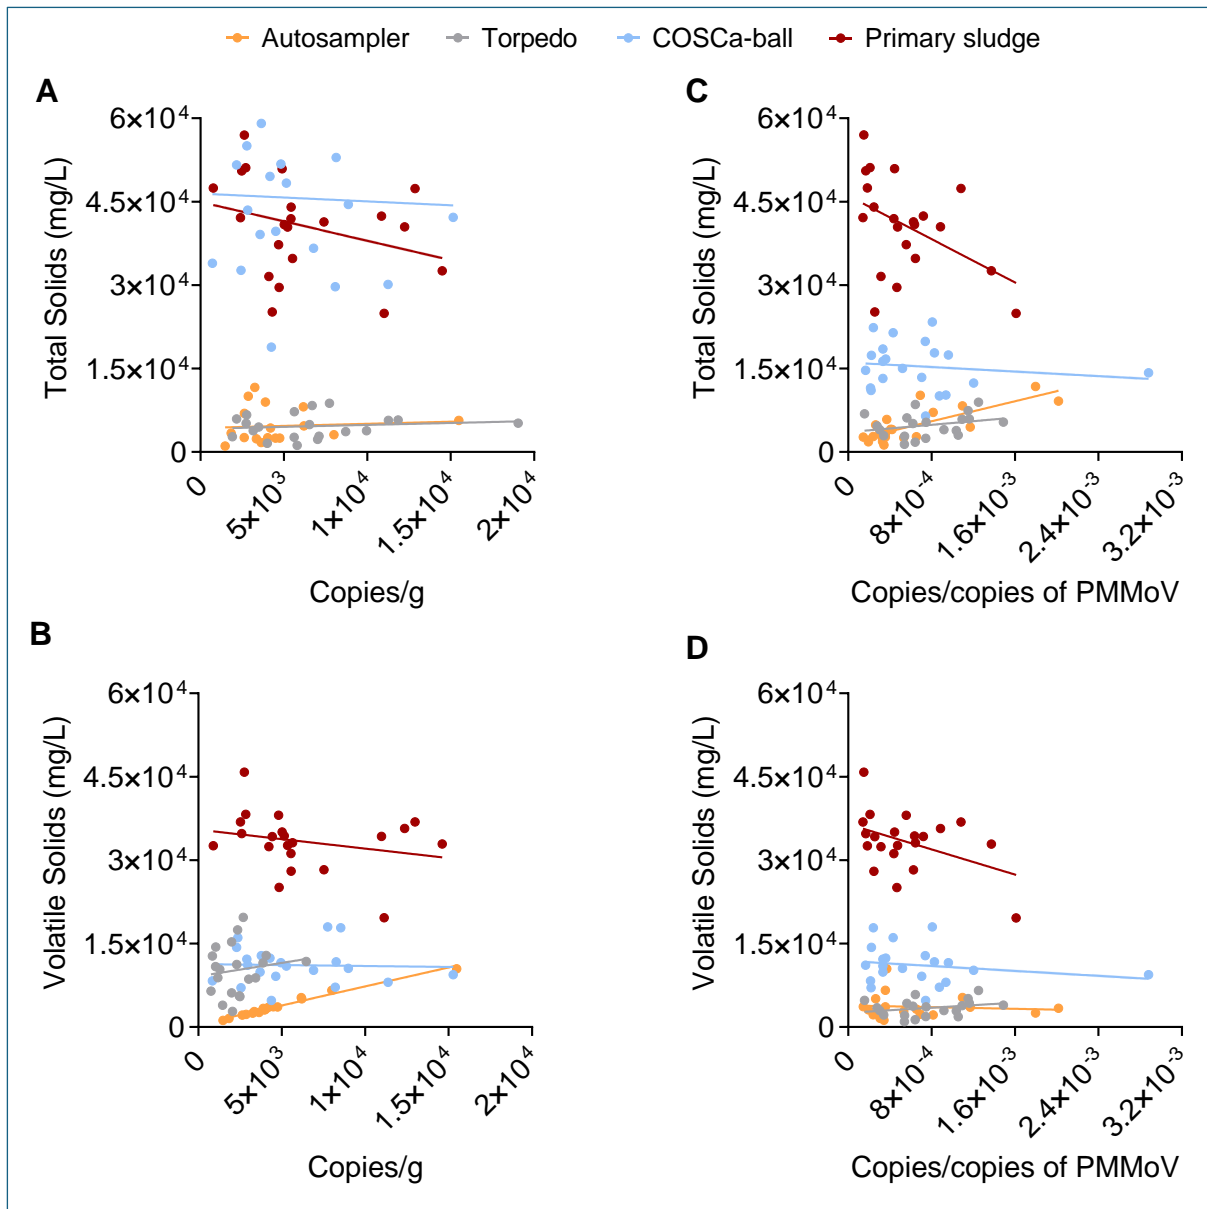 Autosampler Torpedo COSCa-ball Primary sludge
A
6×10⁴
4.5×10⁴
3×10⁴
1.5×10⁴
0
Total Solids (mg/L)
0 5×10³ 1×10⁴ 1.5×10⁴ 2×10⁴
Copies/g
C
6×10⁴
4.5×10⁴
3×10⁴
1.5×10⁴
0
Total Solids (mg/L)
0 8×10⁻⁴ 1.6×10⁻³ 2.4×10⁻³ 3.2×10⁻³
Copies/copies of PMMoV
B
6×10⁴
4.5×10⁴
3×10⁴
1.5×10⁴
0
Volatile Solids (mg/L)
0 5×10³ 1×10⁴ 1.5×10⁴ 2×10⁴
Copies/g
D
6×10⁴
4.5×10⁴
3×10⁴
1.5×10⁴
0
Volatile Solids (mg/L)
0 8×10⁻⁴ 1.6×10⁻³ 2.4×10⁻³ 3.2×10⁻³
Copies/copies of PMMoV